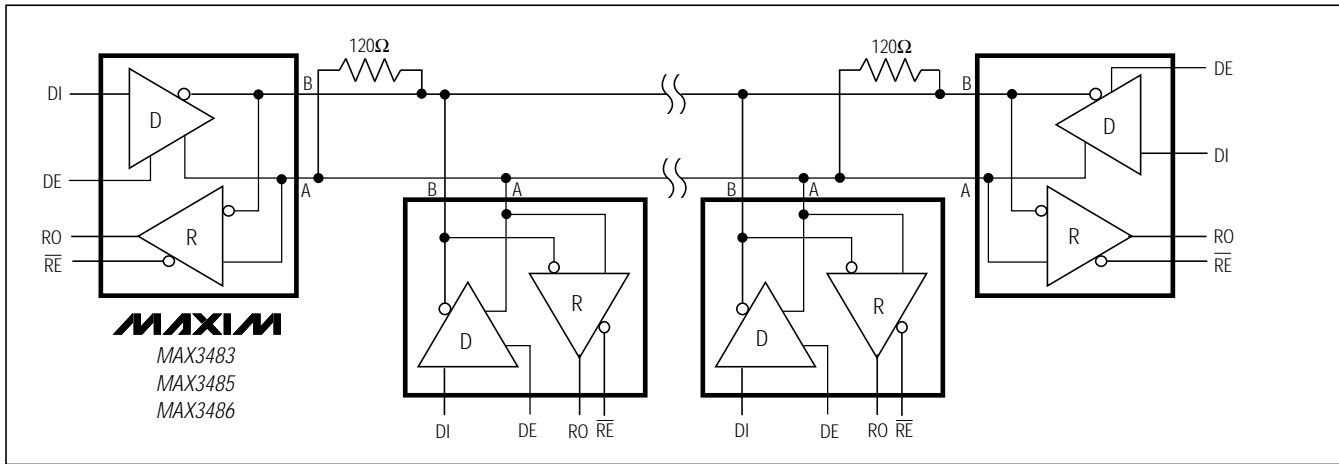 120Ω
120Ω
B
B
DE
DI
D
D
DI
DE
A
B
A
B
A
A
RO
R
R
RO
RE
RE
R
R
D
D
MAXIM
MAX3483
MAX3485
MAX3486
DI
DE
RO
RE
DI
DE
RO
RE